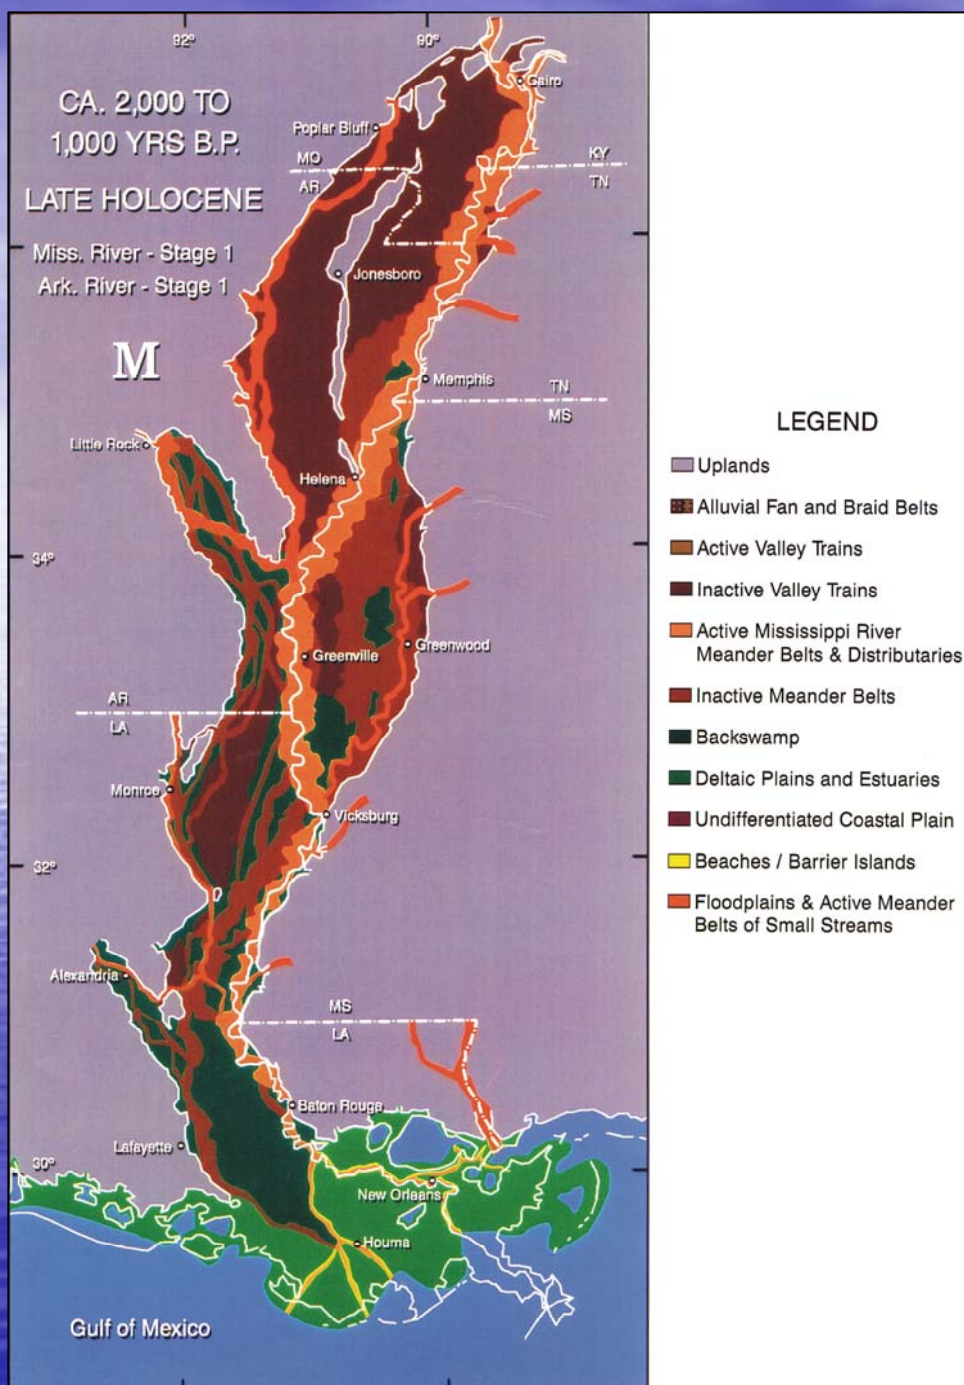 92°
90°
CA. 2,000 TO
1,000 YRS B.P.
LATE HOLOCENE
Miss. River - Stage 1
Ark. River - Stage 1
M
Cairo
Poplar Bluff
MO
AR
KY
TN
Jonesboro
Memphis
TN
MS
Little Rock
Helena
34°
Greenville
Greenwood
AR
LA
Monroe
Vicksburg
32°
Alexandria
MS
LA
Baton Rouge
Lafayette
30°
New Orleans
Houma
Gulf of Mexico
LEGEND
Uplands
Alluvial Fan and Braid Belts
Active Valley Trains
Inactive Valley Trains
Active Mississippi River
Meander Belts & Distributaries
Inactive Meander Belts
Backswamp
Deltaic Plains and Estuaries
Undifferentiated Coastal Plain
Beaches / Barrier Islands
Floodplains & Active Meander
Belts of Small Streams